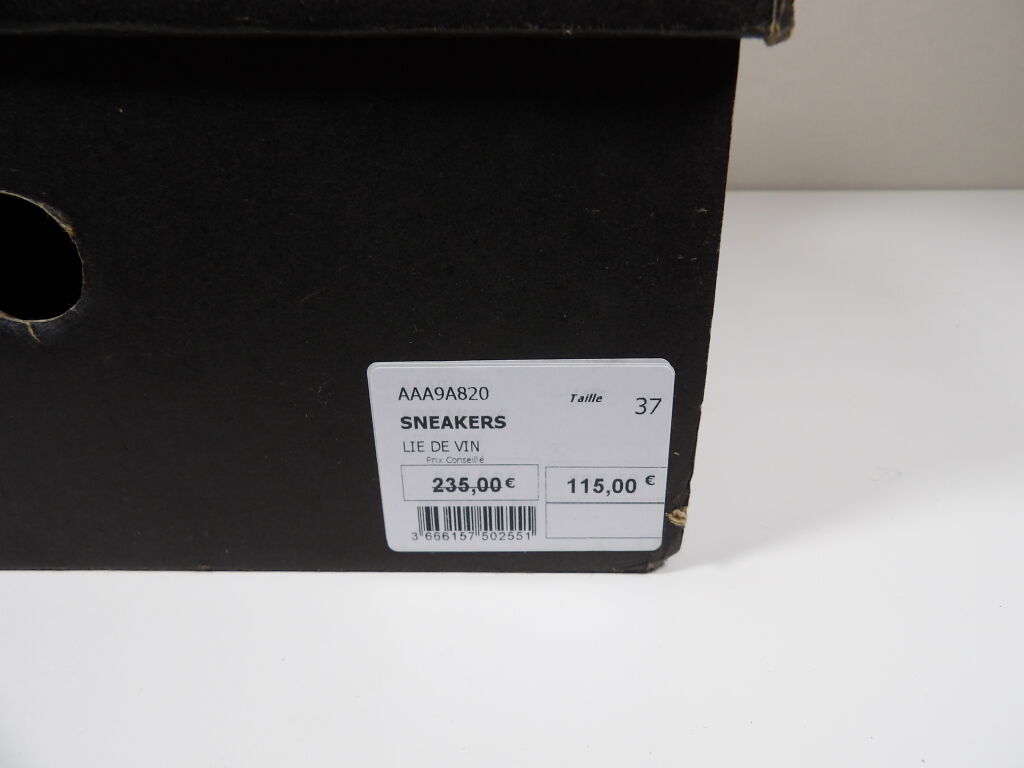 AAA9A820
Taille 37
SNEAKERS
LIE DE VIN
Prix Conseillé
235,00 €
115,00 €
3 666157 502551